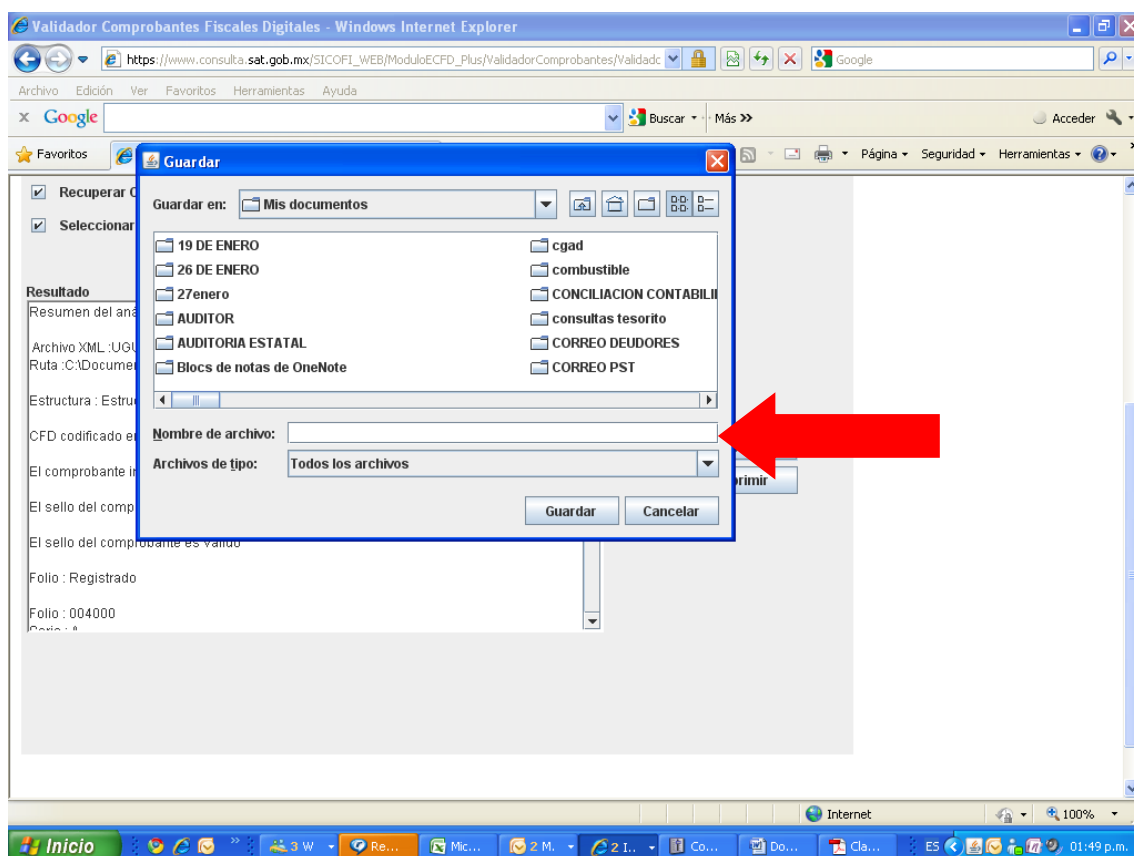 Validador Comprobantes Fiscales Digitales - Windows Internet Explorer
https://www.consulta.sat.gob.mx/SICOFI_WEB/ModuloECFD_Plus/ValidadorComprobantes/Validadc
Google
Archivo Edición Ver Favoritos Herramientas Ayuda
x Google Buscar Más >> Acceder
Favoritos Página Seguridad Herramientas
Guardar
Recuperar C
Guardar en: Mis documentos
Seleccionar
19 DE ENERO cgad
26 DE ENERO combustible
27enero CONCILIACION CONTABILI
AUDITOR consultas tesorito
AUDITORIA ESTATAL CORREO DEUDORES
Blocs de notas de OneNote CORREO PST
Nombre de archivo:
Archivos de tipo: Todos los archivos
Guardar Cancelar
rimir
Resultado
Resumen del aná
Archivo XML :UGU
Ruta :C:\Documen
Estructura : Estru
CFD codificado e
El comprobante i
El sello del comp
El sello del comprobante es válido
Folio : Registrado
Folio : 004000
Serie : A
Internet 100%
Inicio 3 W Re... Mic... 2 M. 2 I.. Co... Do... Cla... ES 01:49 p.m.